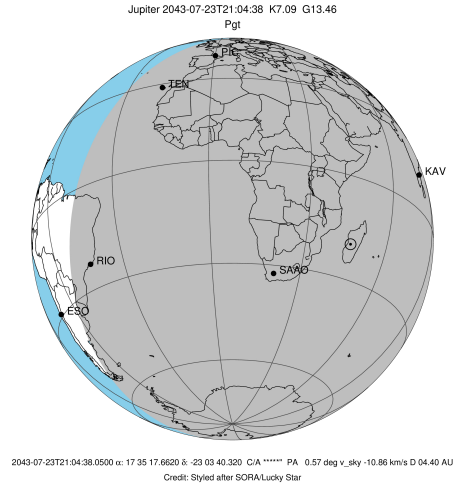 Jupiter 2043-07-23T21:04:38 K7.09 G13.46
Pgt
PIC
TEN
KAV
RIO
SAAO
ESO
2043-07-23T21:04:38.0500 α: 17 35 17.6620 δ: -23 03 40.320 C/A *****" PA 0.57 deg v_sky -10.86 km/s D 04.40 AU
Credit: Styled after SORA/Lucky Star